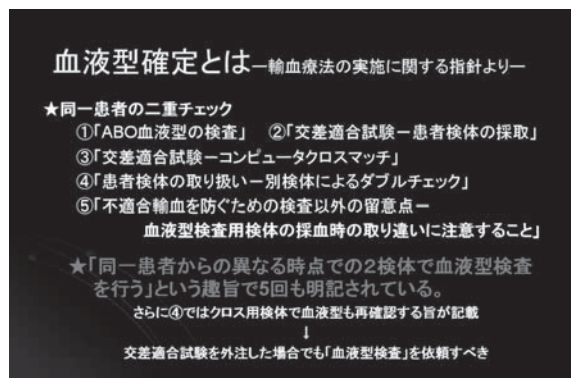 血液型確定とは―輸血療法の実施に関する指針より―
★同一患者の二重チェック
①「ABO血液型の検査」 ②「交差適合試験ー患者検体の採取」
③「交差適合試験ーコンピュータクロスマッチ」
④「患者検体の取り扱いー別検体によるダブルチェック」
⑤「不適合輸血を防ぐための検査以外の留意点ー
血液型検査用検体の採血時の取り違いに注意すること」
★「同一患者からの異なる時点での2検体で血液型検査
を行う」という趣旨で5回も明記されている。
さらに④ではクロス用検体で血液型も再確認する旨が記載
↓
交差適合試験を外注した場合でも「血液型検査」を依頼すべき